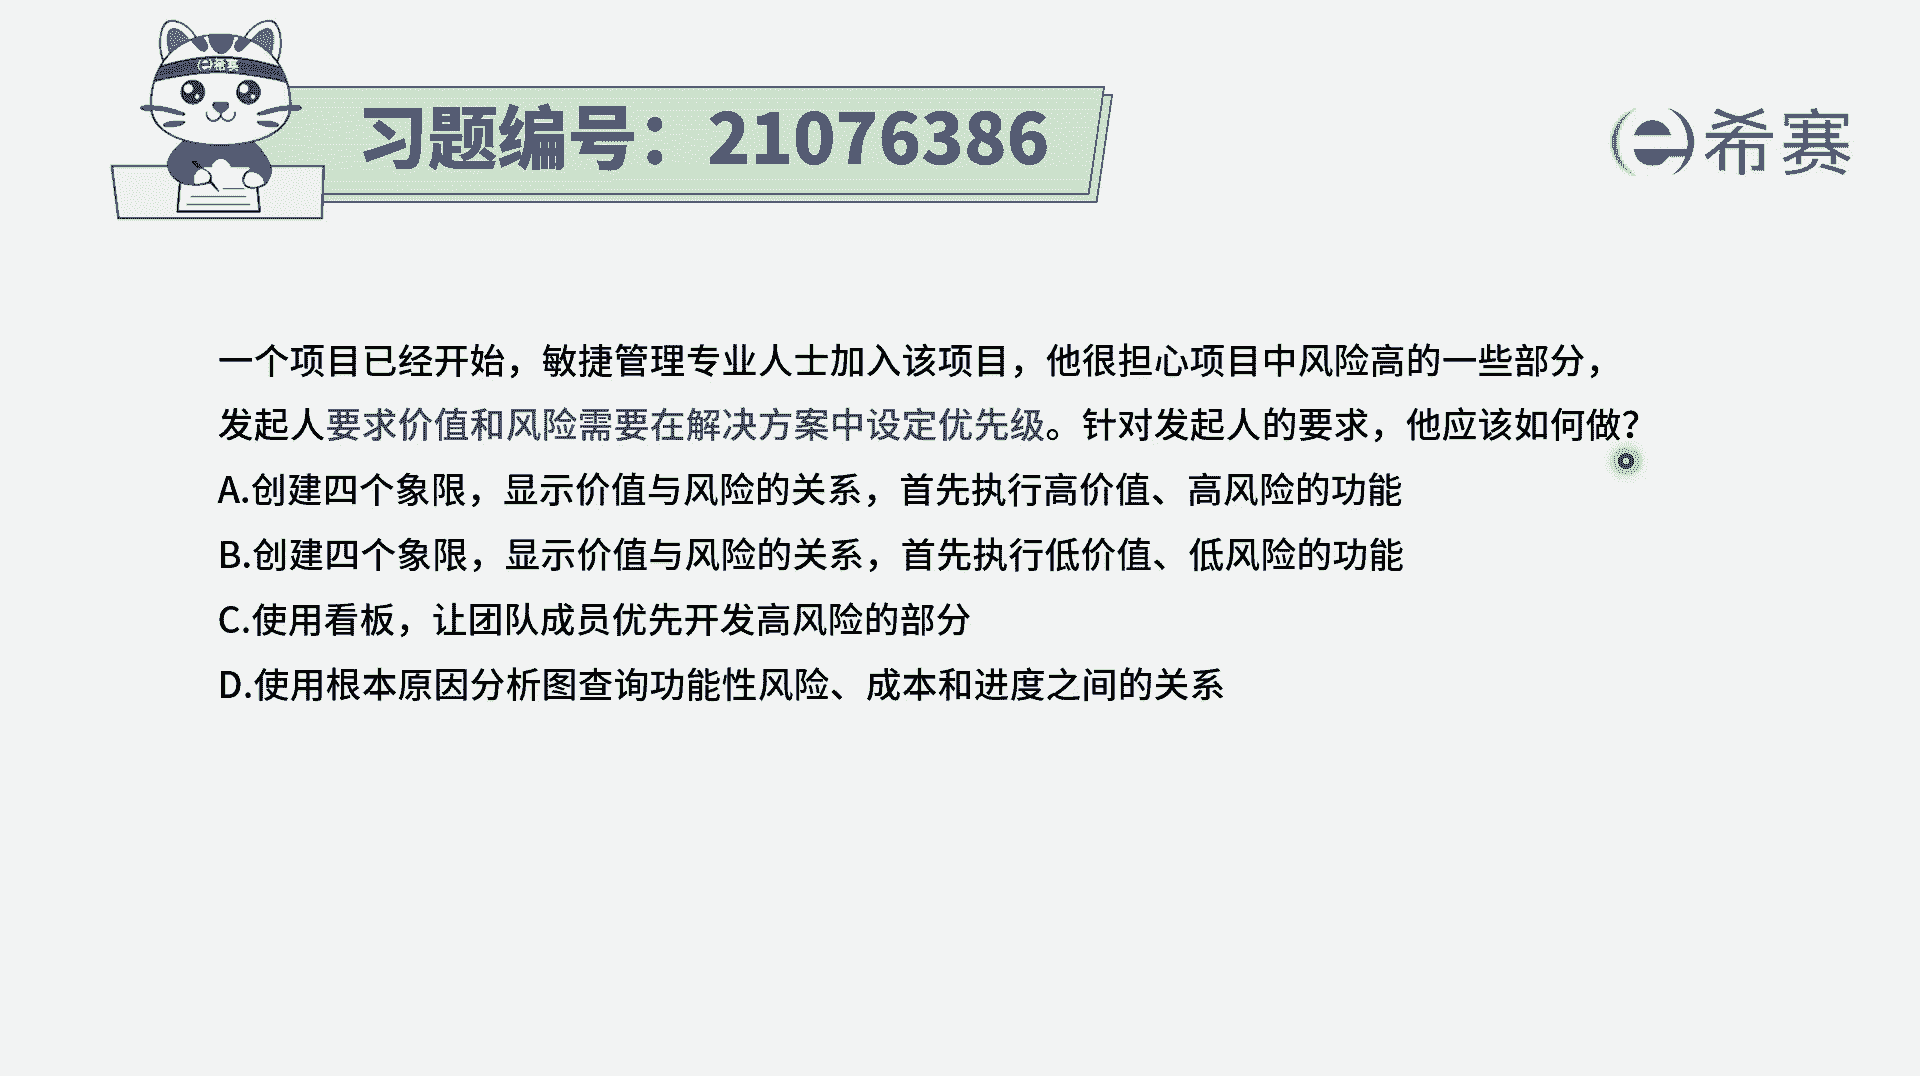 希赛
习题编号：21076386
希赛
一个项目已经开始，敏捷管理专业人士加入该项目，他很担心项目中风险高的一些部分，
发起人要求价值和风险需要在解决方案中设定优先级。针对发起人的要求，他应该如何做？
A.创建四个象限，显示价值与风险的关系，首先执行高价值、高风险的功能
B.创建四个象限，显示价值与风险的关系，首先执行低价值、低风险的功能
C.使用看板，让团队成员优先开发高风险的部分
D.使用根本原因分析图查询功能性风险、成本和进度之间的关系